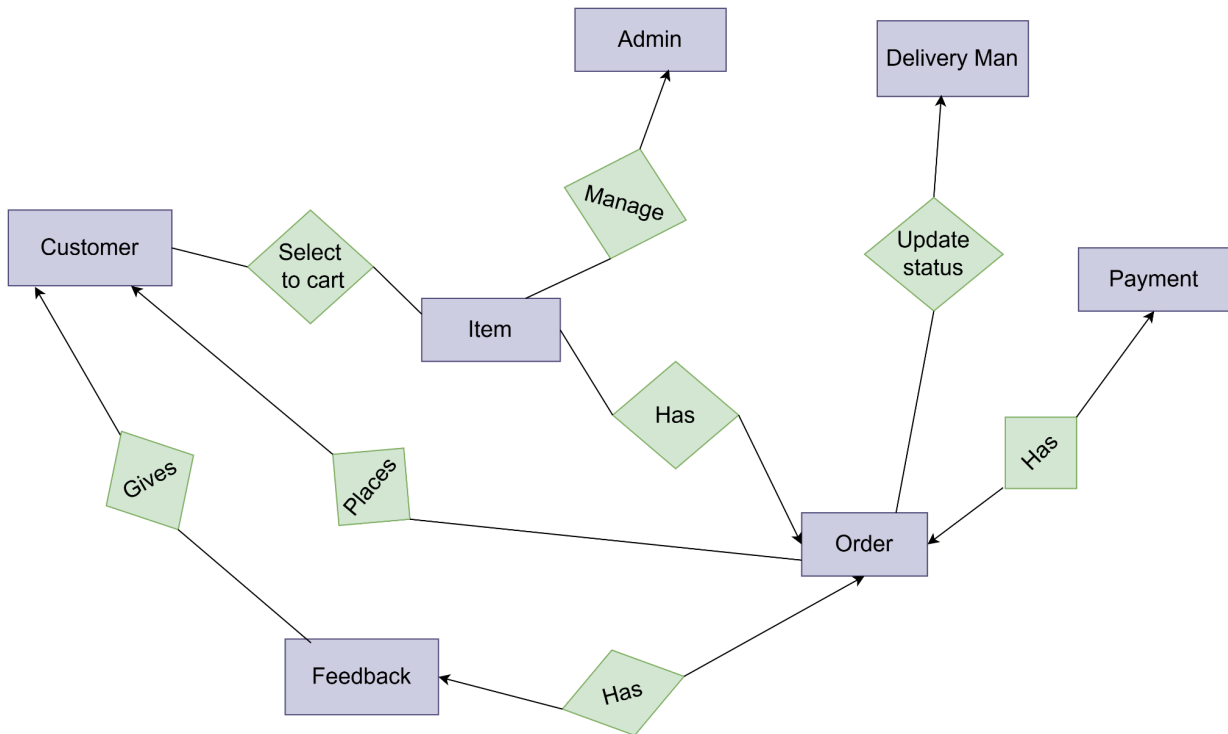 Admin
Delivery Man
Manage
Customer
Select
to cart
Update
status
Payment
Item
Has
Has
Gives
Places
Order
Feedback
Has